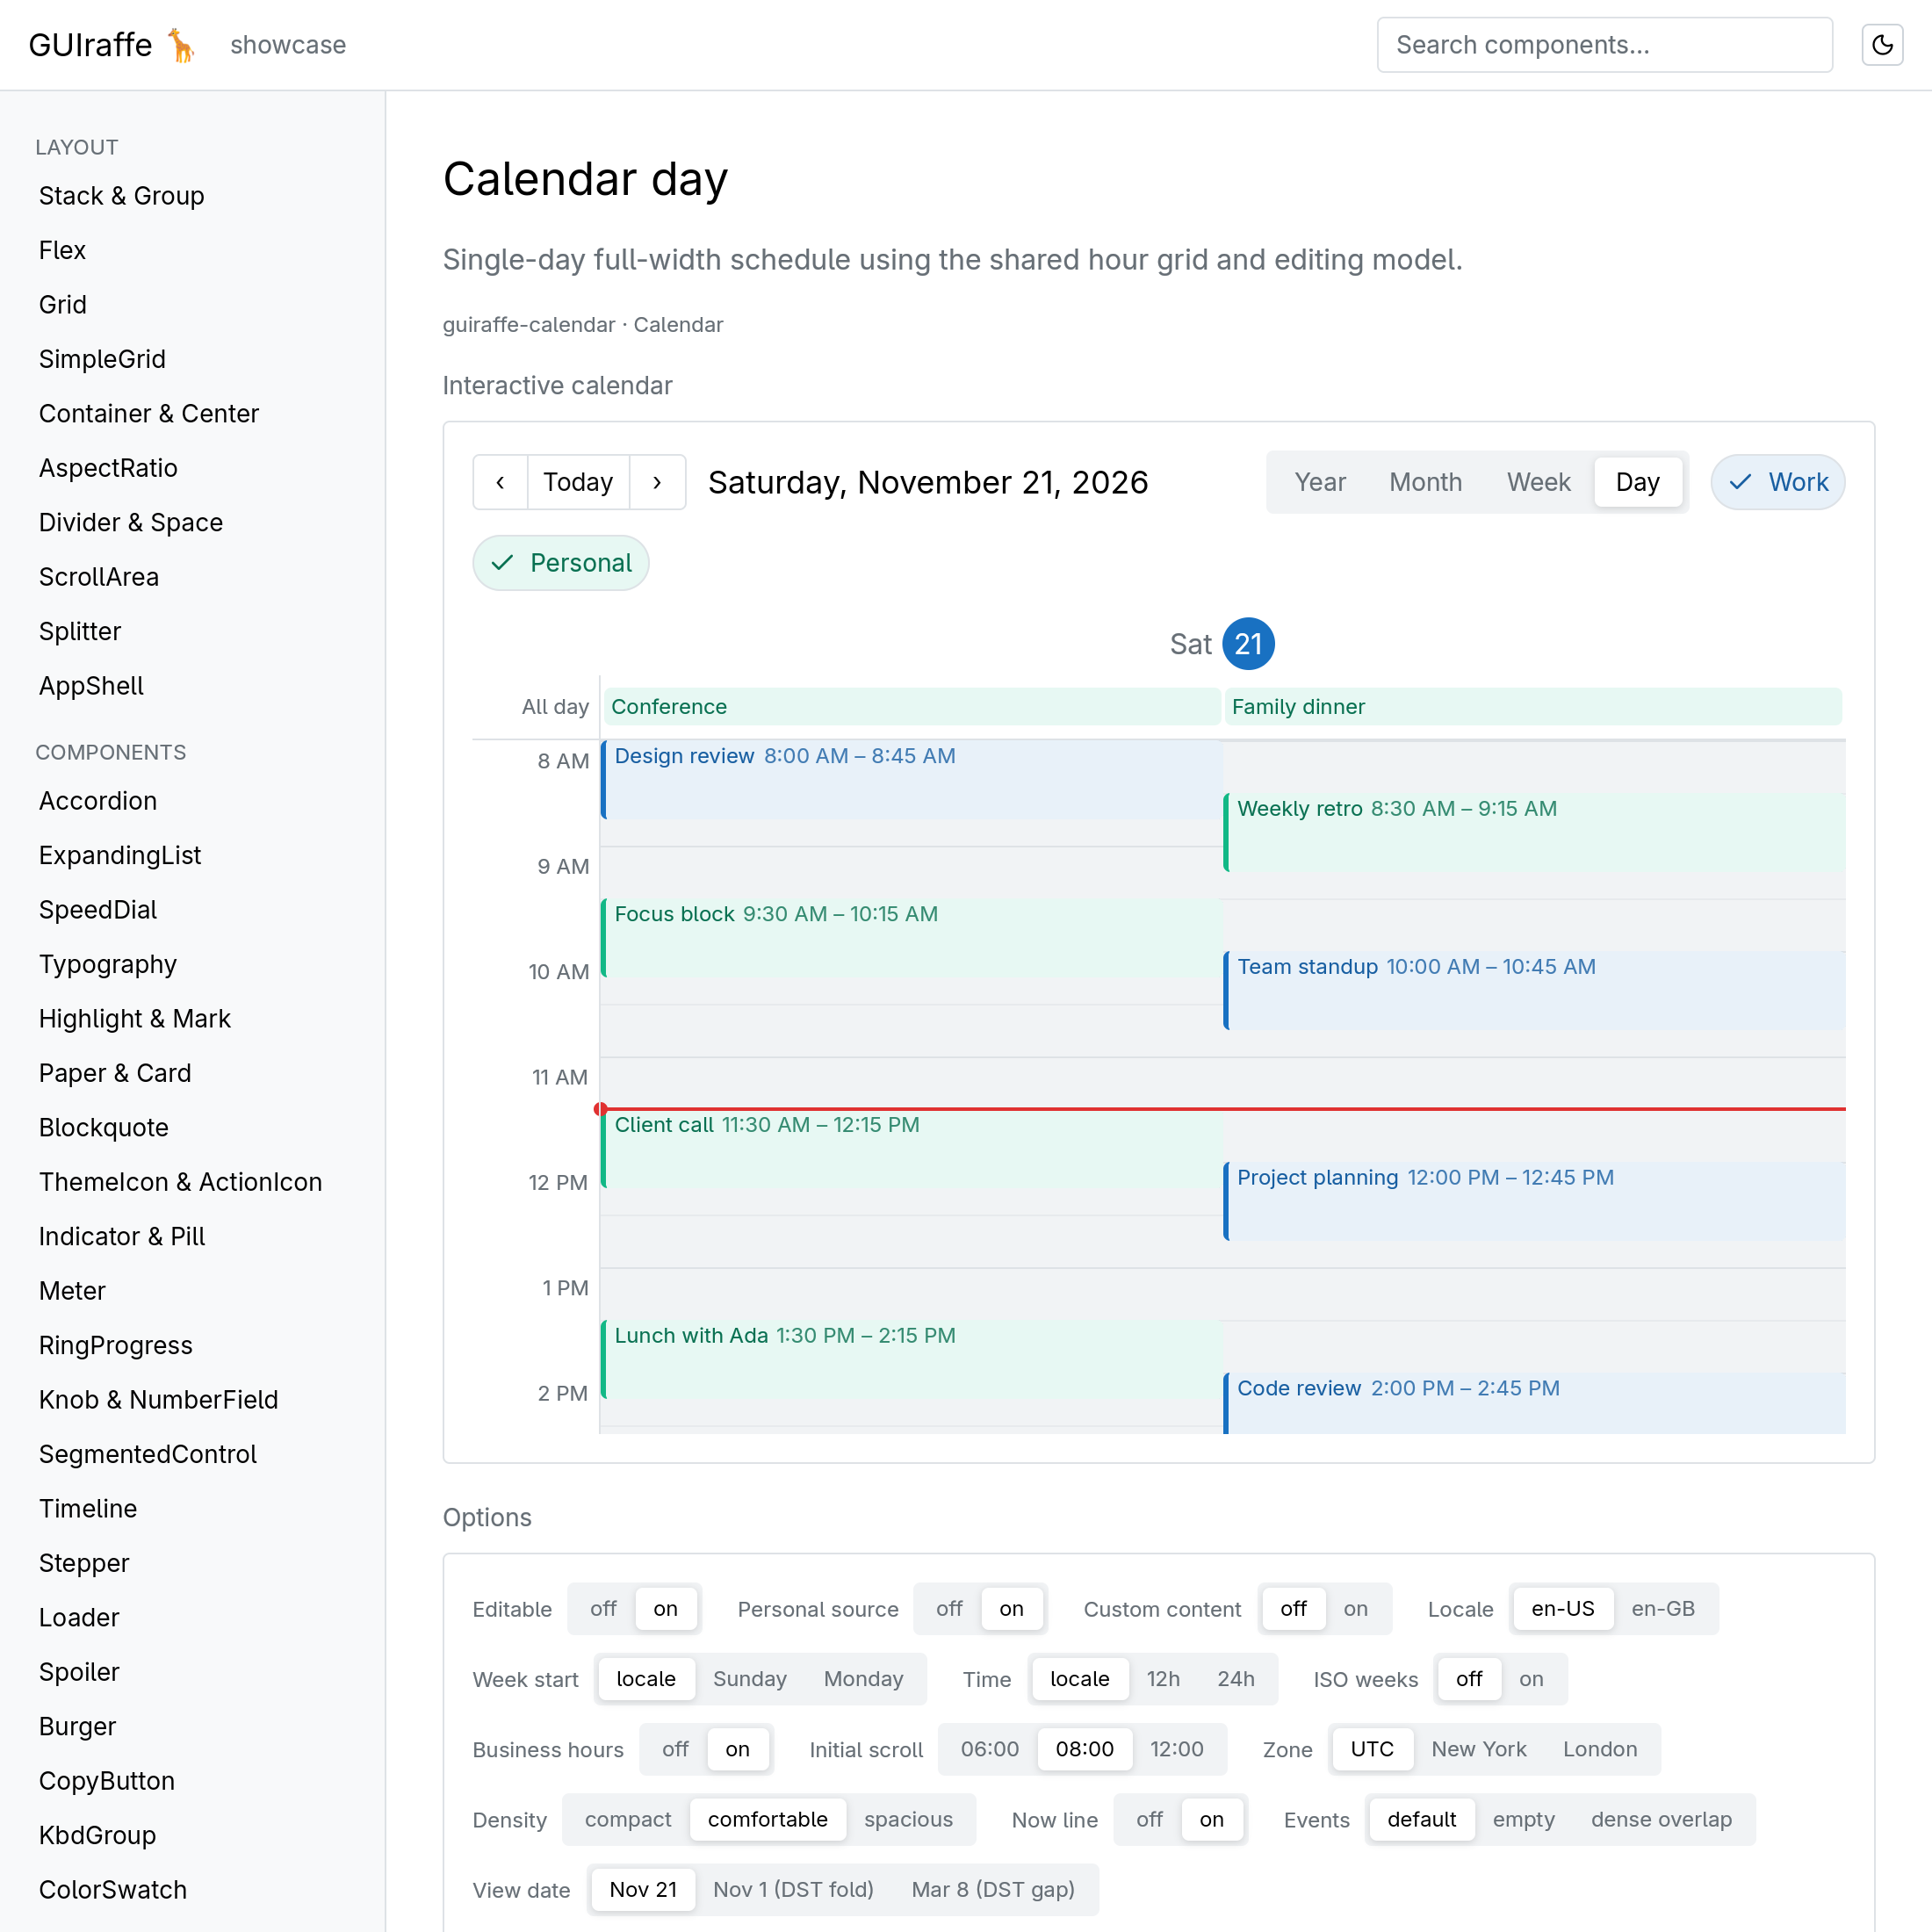 GUIraffe 🦒 showcase Search components...
LAYOUT
Stack & Group
Flex
Grid
SimpleGrid
Container & Center
AspectRatio
Divider & Space
ScrollArea
Splitter
AppShell
COMPONENTS
Accordion
ExpandingList
SpeedDial
Typography
Highlight & Mark
Paper & Card
Blockquote
ThemeIcon & ActionIcon
Indicator & Pill
Meter
RingProgress
Knob & NumberField
SegmentedControl
Timeline
Stepper
Loader
Spoiler
Burger
CopyButton
KbdGroup
ColorSwatch
Calendar day
Single-day full-width schedule using the shared hour grid and editing model.
guiraffe-calendar · Calendar
Interactive calendar
‹ Today › Saturday, November 21, 2026 Year Month Week Day ✓ Work
✓ Personal
Sat 21
All day Conference Family dinner
8 AM
Design review 8:00 AM – 8:45 AM
Weekly retro 8:30 AM – 9:15 AM
9 AM
Focus block 9:30 AM – 10:15 AM
10 AM
Team standup 10:00 AM – 10:45 AM
11 AM
Client call 11:30 AM – 12:15 PM
12 PM
Project planning 12:00 PM – 12:45 PM
1 PM
Lunch with Ada 1:30 PM – 2:15 PM
2 PM
Code review 2:00 PM – 2:45 PM
Options
Editable off on Personal source off on Custom content off on Locale en-US en-GB
Week start locale Sunday Monday Time locale 12h 24h ISO weeks off on
Business hours off on Initial scroll 06:00 08:00 12:00 Zone UTC New York London
Density compact comfortable spacious Now line off on Events default empty dense overlap
View date Nov 21 Nov 1 (DST fold) Mar 8 (DST gap)